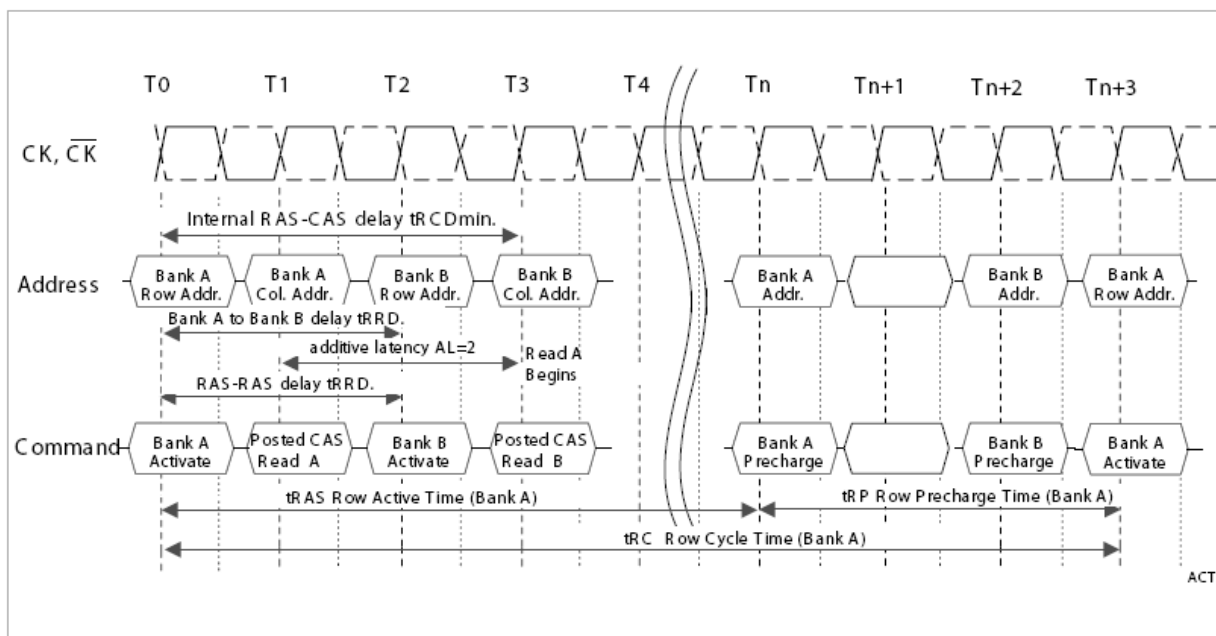 T0 T1 T2 T3 T4 Tn Tn+1 Tn+2 Tn+3
CK, CK
Internal RAS-CAS delay tRCDmin.
Address
Bank A Row Addr.
Bank A Col. Addr.
Bank B Row Addr.
Bank B Col. Addr.
Bank A Addr.
Bank B Addr.
Bank A Row Addr.
Bank A to Bank B delay tRRD.
additive latency AL=2
Read A
Begins
RAS-RAS delay tRRD.
Command
Bank A Activate
Posted CAS Read A
Bank B Activate
Posted CAS Read B
Bank A Precharge
Bank B Precharge
Bank A Activate
tRAS Row Active Time (Bank A)
tRP Row Precharge Time (Bank A)
tRC Row Cycle Time (Bank A)
ACT